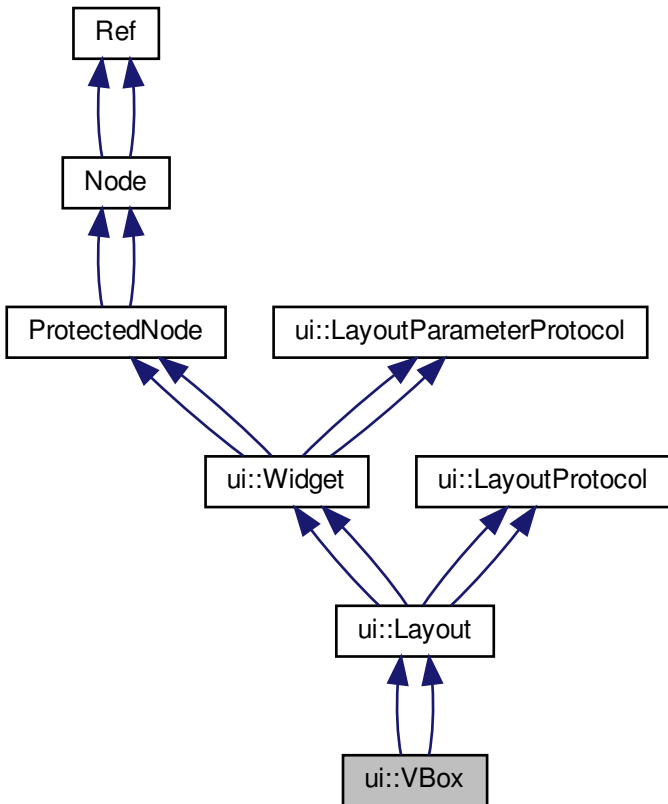 Ref
Node
ProtectedNode
ui::LayoutParameterProtocol
ui::Widget
ui::LayoutProtocol
ui::Layout
ui::VBox